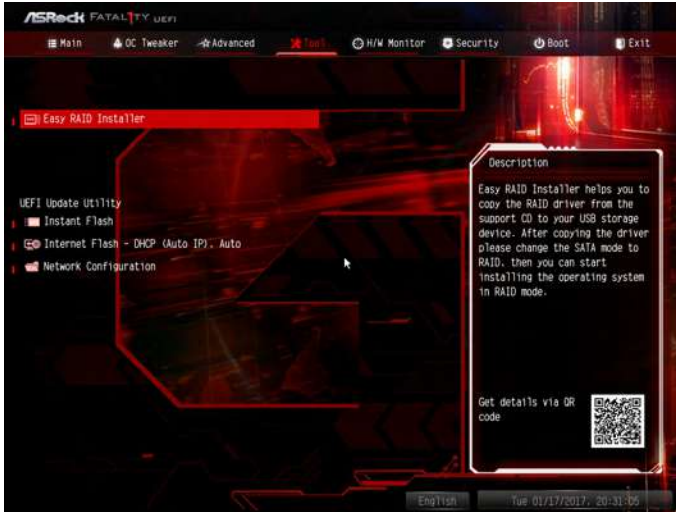 ASRock FATAL1TY UEFI
Main
OC Tweaker
Advanced
Tool
H/W Monitor
Security
Boot
Exit
Easy RAID Installer
UEFI Update Utility
Instant Flash
Internet Flash - DHCP (Auto IP), Auto
Network Configuration
Description
Easy RAID Installer helps you to
copy the RAID driver from the
support CD to your USB storage
device. After copying the driver
please change the SATA mode to
RAID, then you can start
installing the operating system
in RAID mode.
Get details via QR
code
English
Tue 01/17/2017, 20:31:05